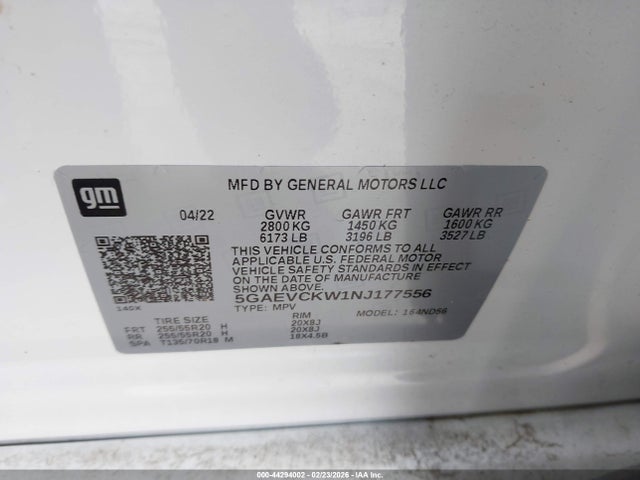 gm
MFD BY GENERAL MOTORS LLC
04/22 GVWR GAWR FRT GAWR RR
2800 KG 1450 KG 1600 KG
6173 LB 3196 LB 3527 LB
THIS VEHICLE CONFORMS TO ALL
APPLICABLE U.S. FEDERAL MOTOR
VEHICLE SAFETY STANDARDS IN EFFECT
ON THE DATE OF MANUFACTURE SHOWN
ABOVE.
5GAEVCKW1NJ177556
140X
TYPE: MPV MODEL: 164ND56
TIRE SIZE RIM
FRT 255/55R20 H 20X8J
RR 255/55R20 H 20X8J
SPA T135/70R18 M 18X4.5B
000-44294002 - 02/23/2026 - IAAI COPYRIGHT